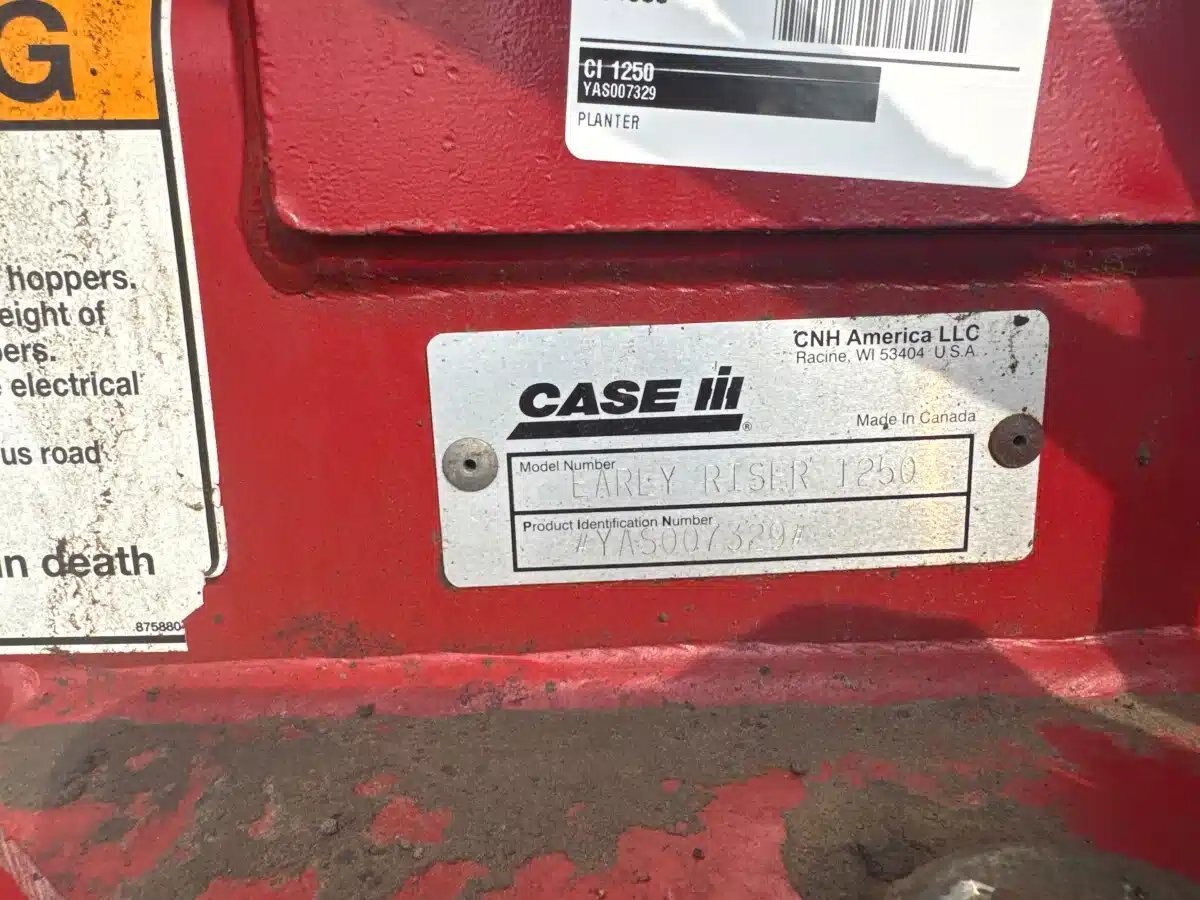 G
hoppers.
eight of
ers.
electrical
us road
n death
875880
CI 1250
YAS007329
PLANTER
CNH America LLC
Racine, WI 53404 U.S.A.
CASE IH
®
Made In Canada
Model Number
EARLY RISER 1250
Product Identification Number
#YAS007329#